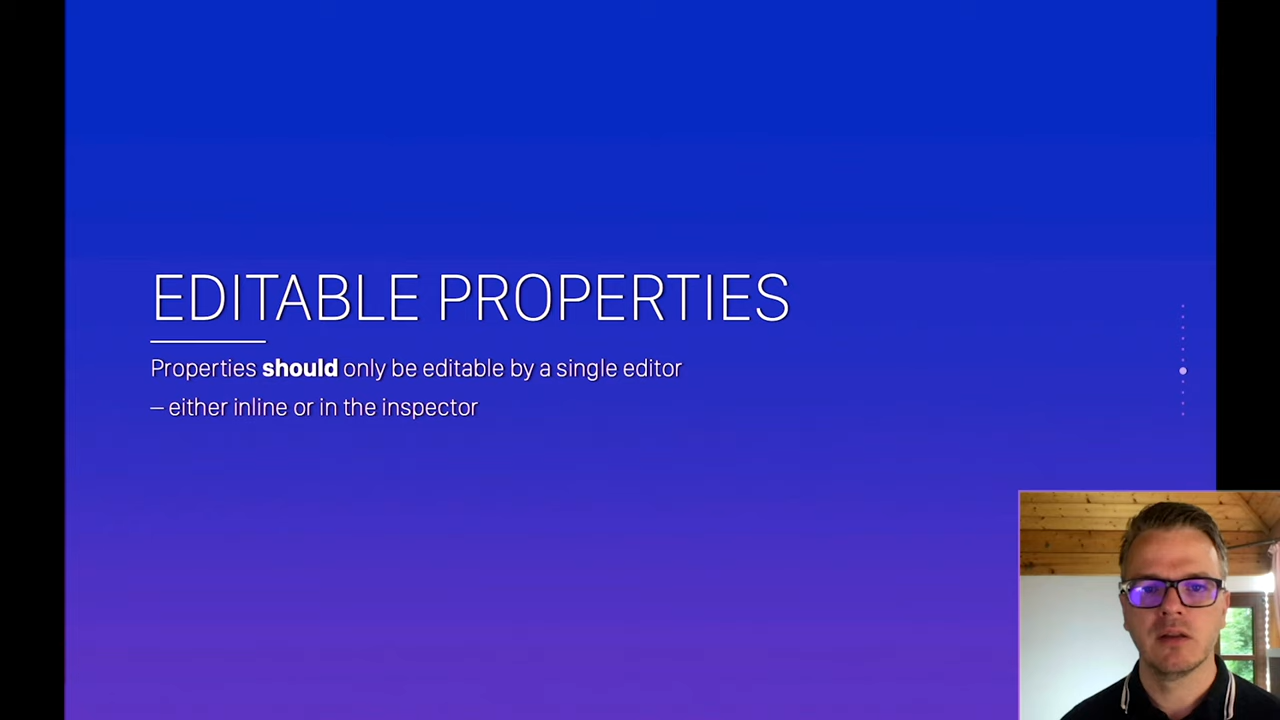 EDITABLE PROPERTIES
Properties should only be editable by a single editor
– either inline or in the inspector